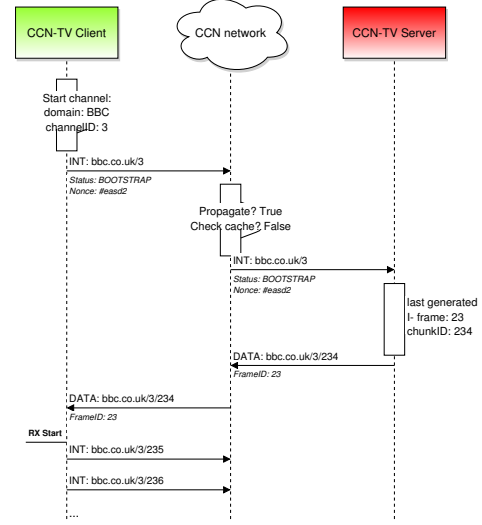 CCN-TV Client
CCN network
CCN-TV Server
Start channel:
domain: BBC
channelID: 3
INT: bbc.co.uk/3
Status: BOOTSTRAP
Nonce: #easd2
Propagate? True
Check cache? False
INT: bbc.co.uk/3
Status: BOOTSTRAP
Nonce: #easd2
last generated
I- frame: 23
chunkID: 234
DATA: bbc.co.uk/3/234
FrameID: 23
DATA: bbc.co.uk/3/234
FrameID: 23
RX Start
INT: bbc.co.uk/3/235
INT: bbc.co.uk/3/236
...